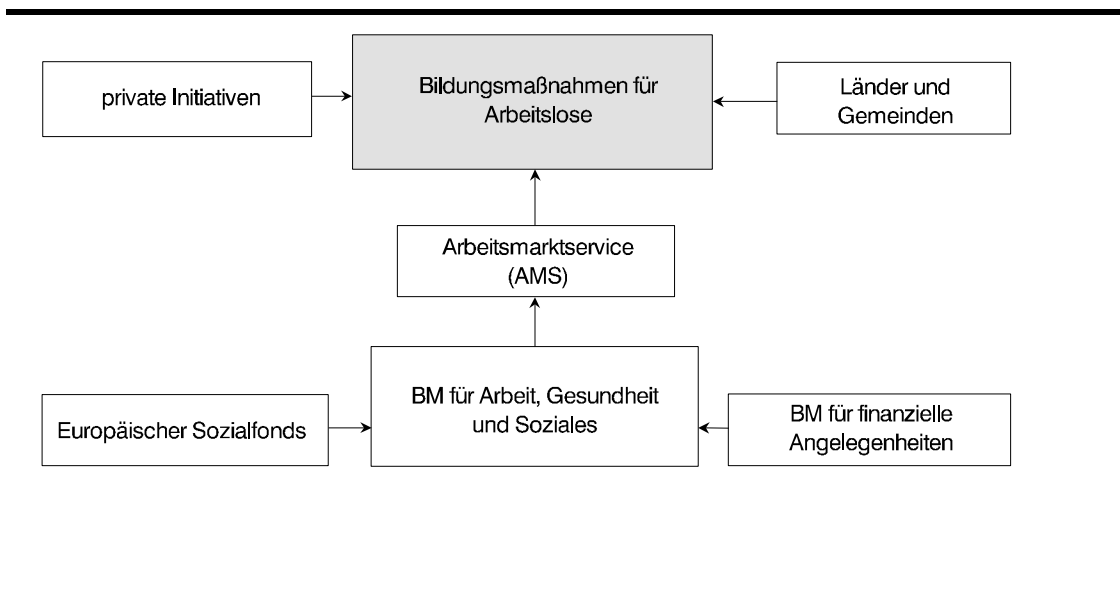 private Initiativen
Bildungsmaßnahmen für
Arbeitslose
Länder und
Gemeinden
Arbeitsmarktservice
(AMS)
Europäischer Sozialfonds
BM für Arbeit, Gesundheit
und Soziales
BM für finanzielle
Angelegenheiten